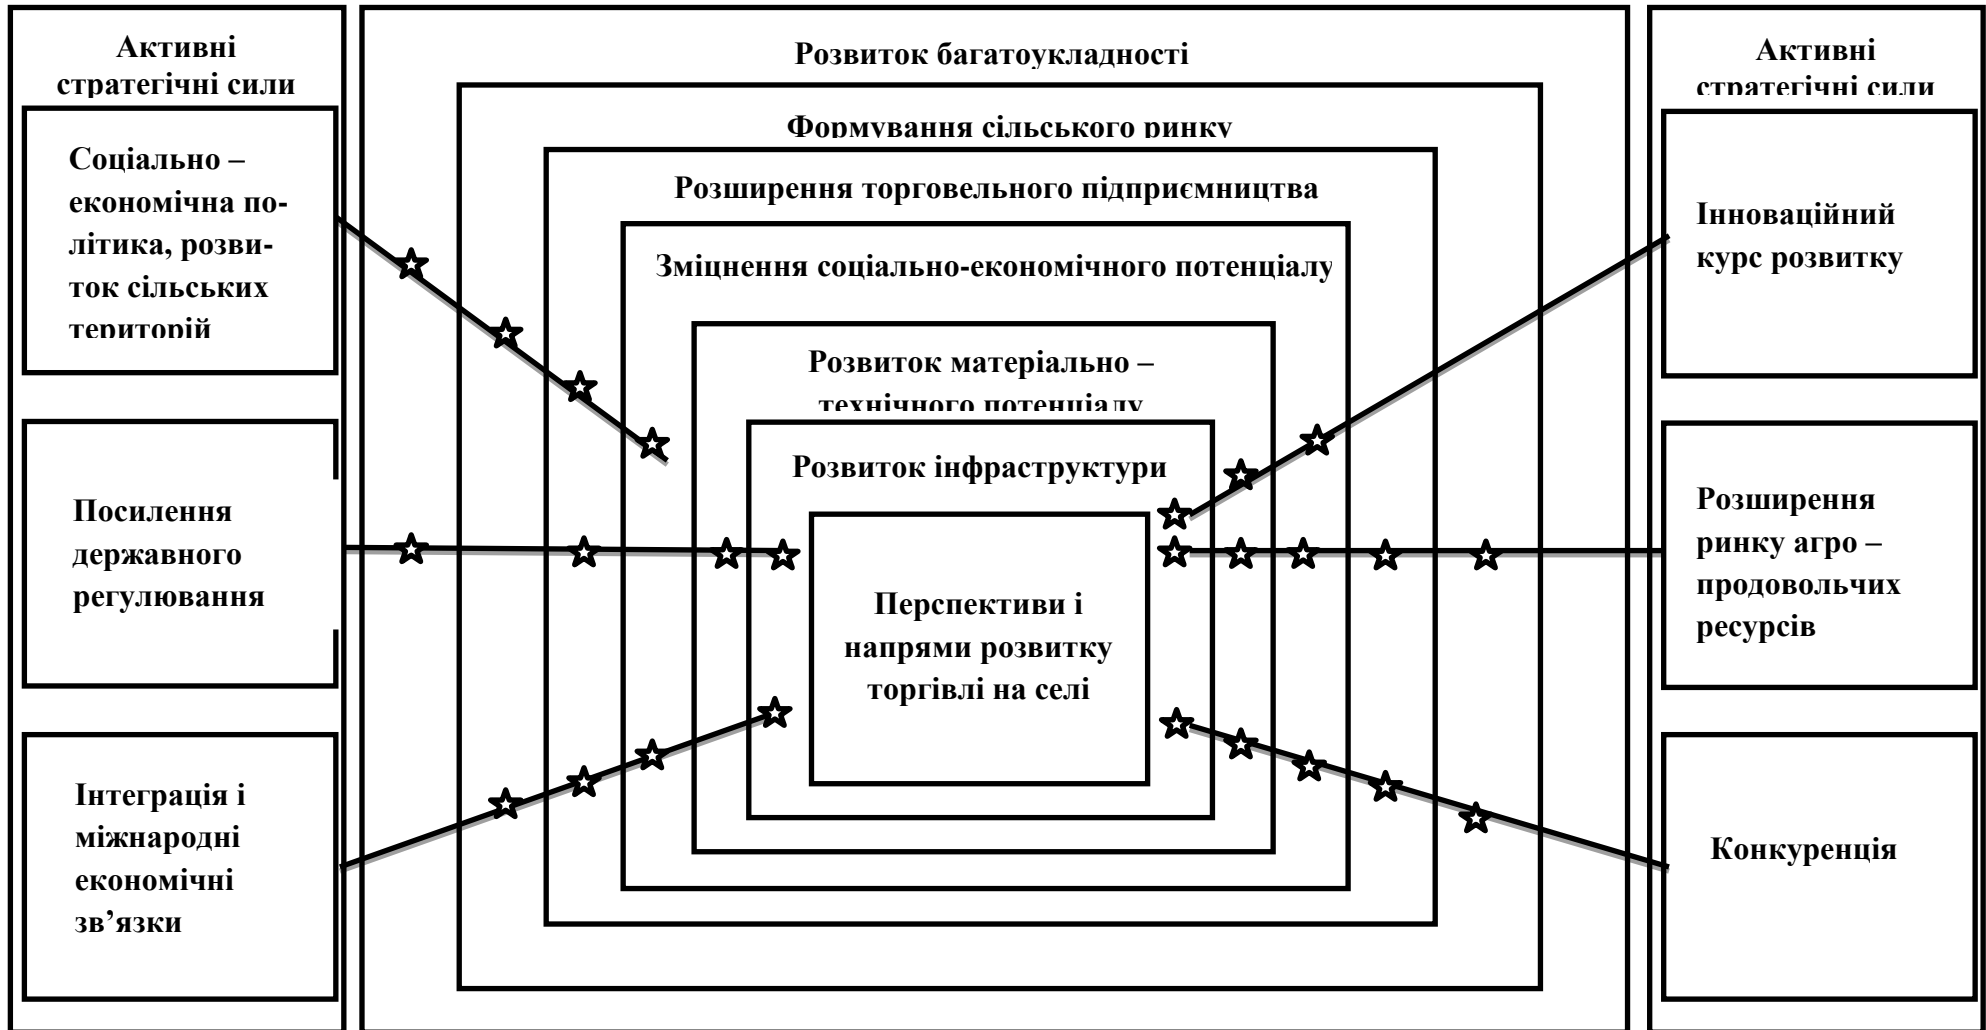 Активні
стратегічні сили
Соціально –
економічна по-
літика, розви-
ток сільських
територій
Посилення
державного
регулювання
Інтеграція і
міжнародні
економічні
зв’язки
Розвиток багатоукладності
Формування сільського ринку
Розширення торговельного підприємництва
Зміцнення соціально-економічного потенціалу
Розвиток матеріально –
технічного потенціалу
Розвиток інфраструктури
Перспективи і
напрями розвитку
торгівлі на селі
Активні
стратегічні сили
Інноваційний
курс розвитку
Розширення
ринку агро –
продовольчих
ресурсів
Конкуренція